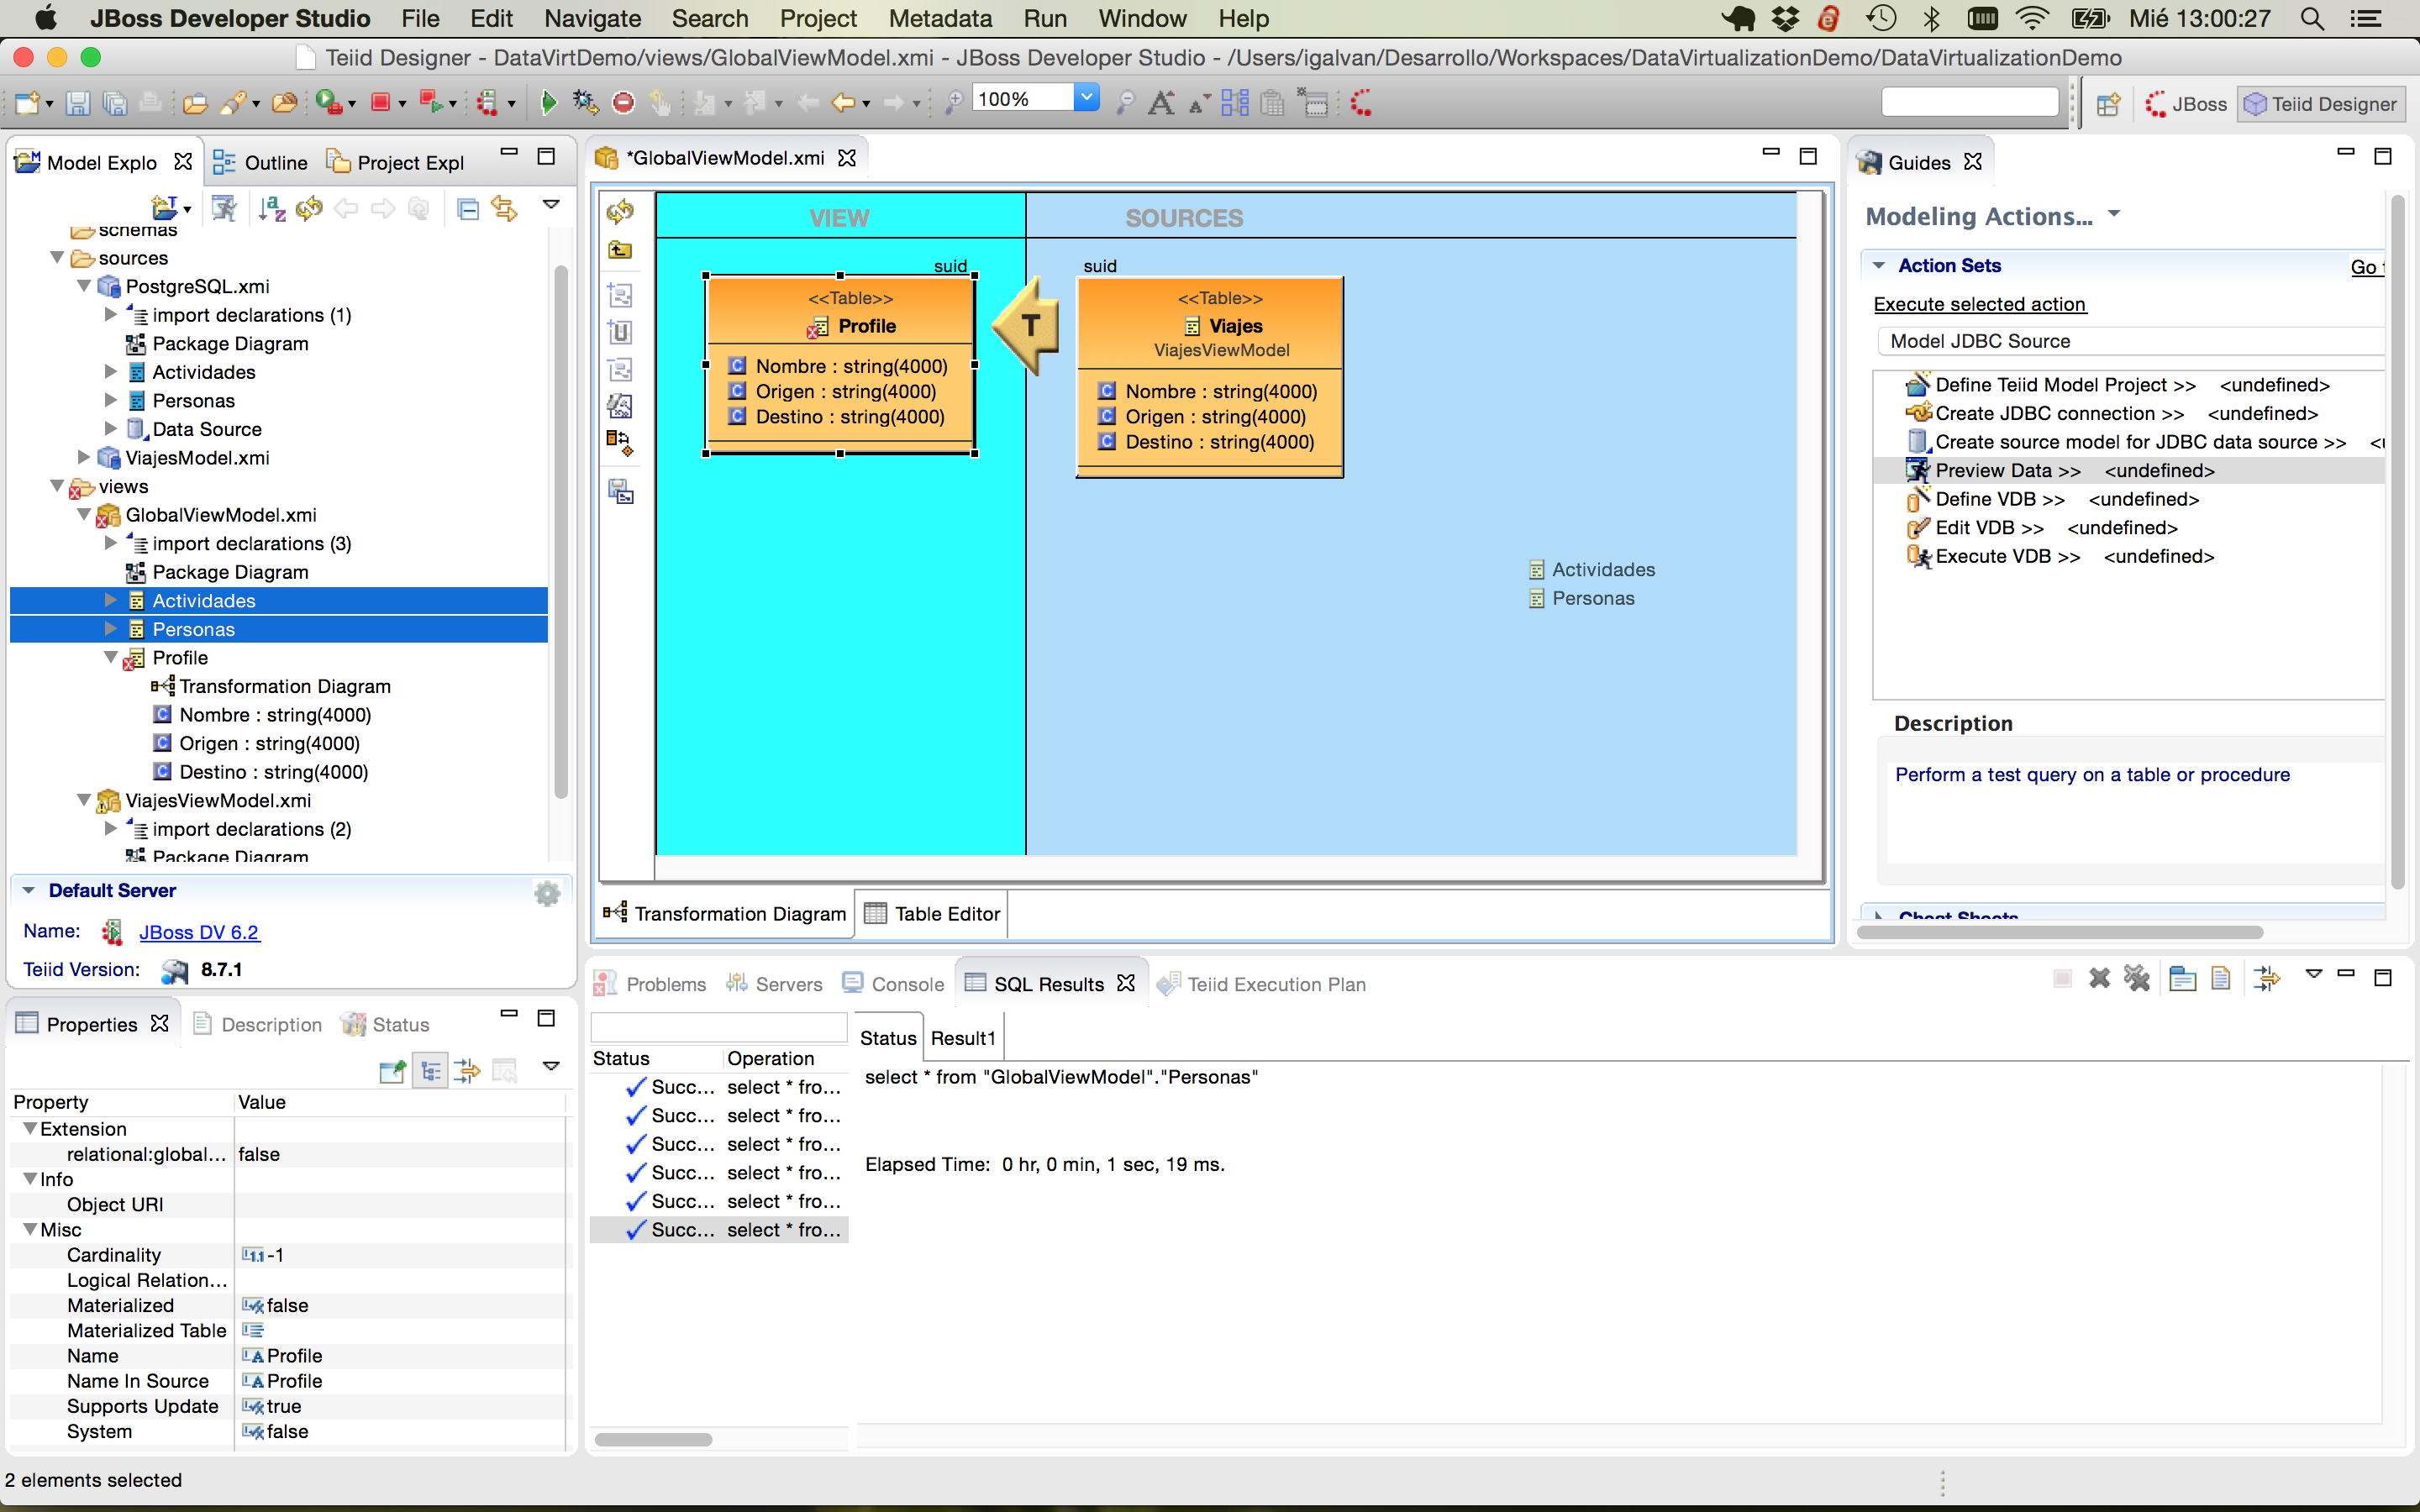 JBoss Developer Studio File Edit Navigate Search Project Metadata Run Window Help Mié 13:00:27
Teiid Designer - DataVirtDemo/views/GlobalViewModel.xmi - JBoss Developer Studio - /Users/igalvan/Desarrollo/Workspaces/DataVirtualizationDemo/DataVirtualizationDemo
100% JBoss Teiid Designer
Model Explo Outline Project Expl
schemas
sources
PostgreSQL.xmi
import declarations (1)
Package Diagram
Actividades
Personas
Data Source
ViajesModel.xmi
views
GlobalViewModel.xmi
import declarations (3)
Package Diagram
Actividades
Personas
Profile
Transformation Diagram
Nombre : string(4000)
Origen : string(4000)
Destino : string(4000)
ViajesViewModel.xmi
import declarations (2)
Package Diagram
Default Server
Name: JBoss DV 6.2
Teiid Version: 8.7.1
*GlobalViewModel.xmi
VIEW SOURCES
suid
<<Table>>
Profile
Nombre : string(4000)
Origen : string(4000)
Destino : string(4000)
T
suid
<<Table>>
Viajes
ViajesViewModel
Nombre : string(4000)
Origen : string(4000)
Destino : string(4000)
Actividades
Personas
Transformation Diagram Table Editor
Guides
Modeling Actions...
Action Sets Go
Execute selected action
Model JDBC Source
Define Teiid Model Project >> <undefined>
Create JDBC connection >> <undefined>
Create source model for JDBC data source >> <u
Preview Data >> <undefined>
Define VDB >> <undefined>
Edit VDB >> <undefined>
Execute VDB >> <undefined>
Description
Perform a test query on a table or procedure
Cheat Sheets
Properties Description Status
Property Value
Extension
relational:global... false
Info
Object URI
Misc
Cardinality -1
Logical Relation...
Materialized false
Materialized Table
Name Profile
Name In Source Profile
Supports Update true
System false
Problems Servers Console SQL Results Teiid Execution Plan
Status Operation
Succ... select * fro...
Succ... select * fro...
Succ... select * fro...
Succ... select * fro...
Succ... select * fro...
Succ... select * fro...
Status Result1
select * from "GlobalViewModel"."Personas"
Elapsed Time: 0 hr, 0 min, 1 sec, 19 ms.
2 elements selected